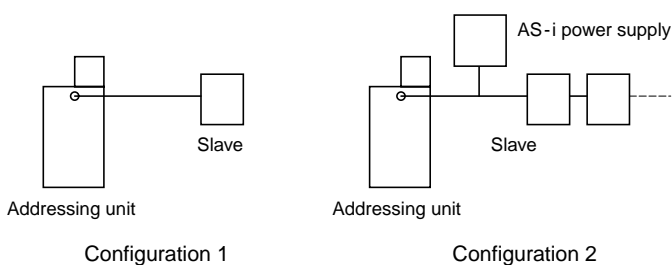 AS-i power supply
Slave
Slave
Addressing unit
Addressing unit
Configuration 1
Configuration 2